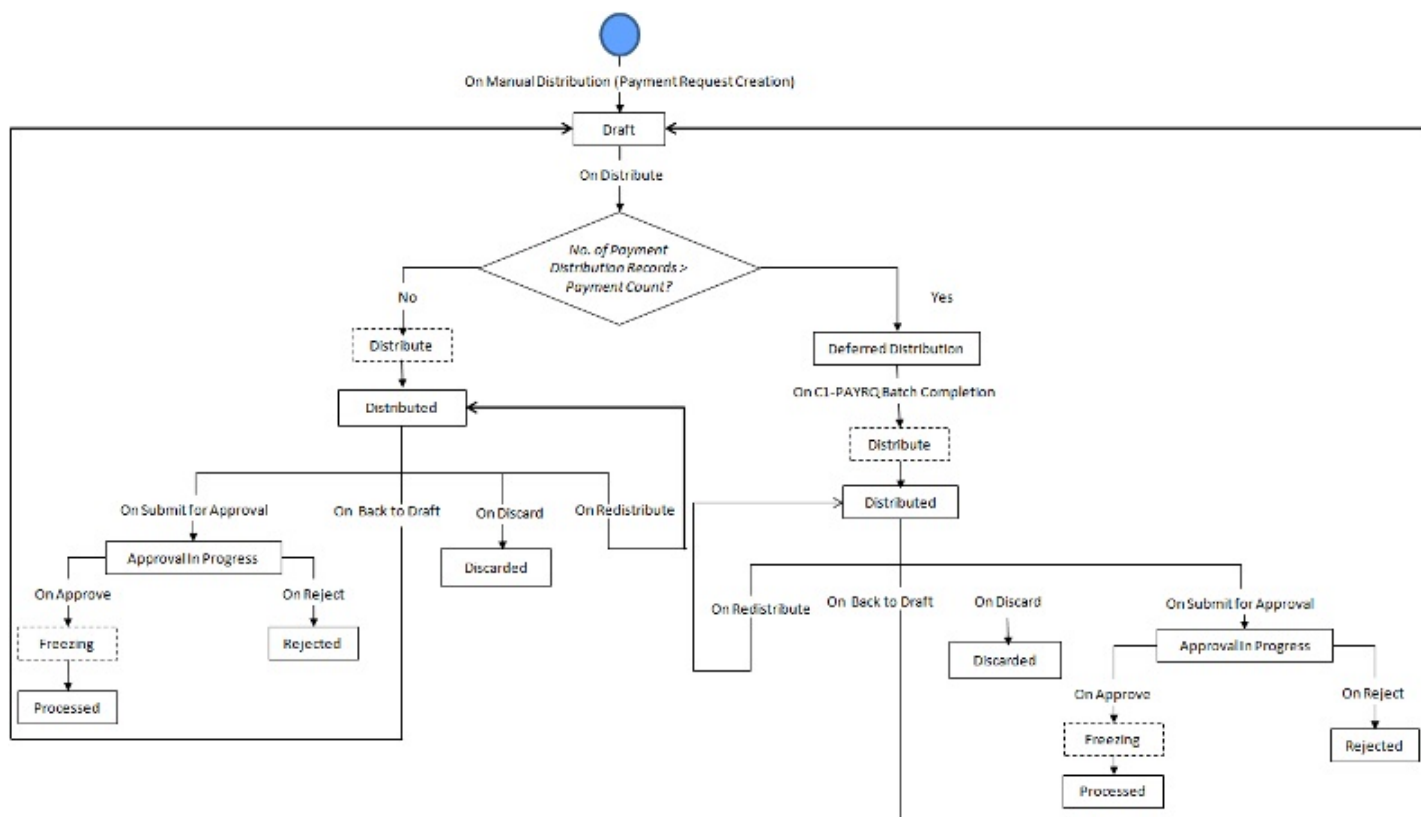 On Manual Distribution (Payment Request Creation)
Draft
On Distribute
No. of Payment
Distribution Records >
Payment Count?
No
Yes
Distribute
Deferred Distribution
On C1-PAYRQ Batch Completion
Distributed
Distribute
Distributed
On Submit for Approval
On Back to Draft
On Discard
On Redistribute
Approval In Progress
Discarded
On Approve
On Reject
Freezing
Rejected
Processed
On Redistribute
On Back to Draft
On Discard
On Submit for Approval
Discarded
Approval In Progress
On Approve
On Reject
Freezing
Rejected
Processed